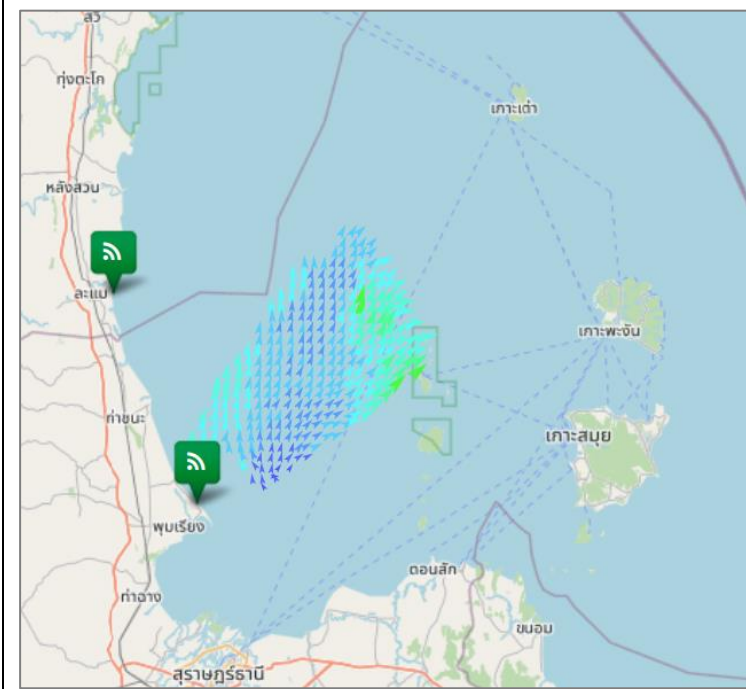 สวี
ทุ่งตะโก
เกาะเต่า
หลังสวน
ละแม
เกาะพะงัน
ท่าชนะ
เกาะสมุย
พุมเรียง
ดอนสัก
ท่าฉาง
ขนอม
สุราษฎร์ธานี